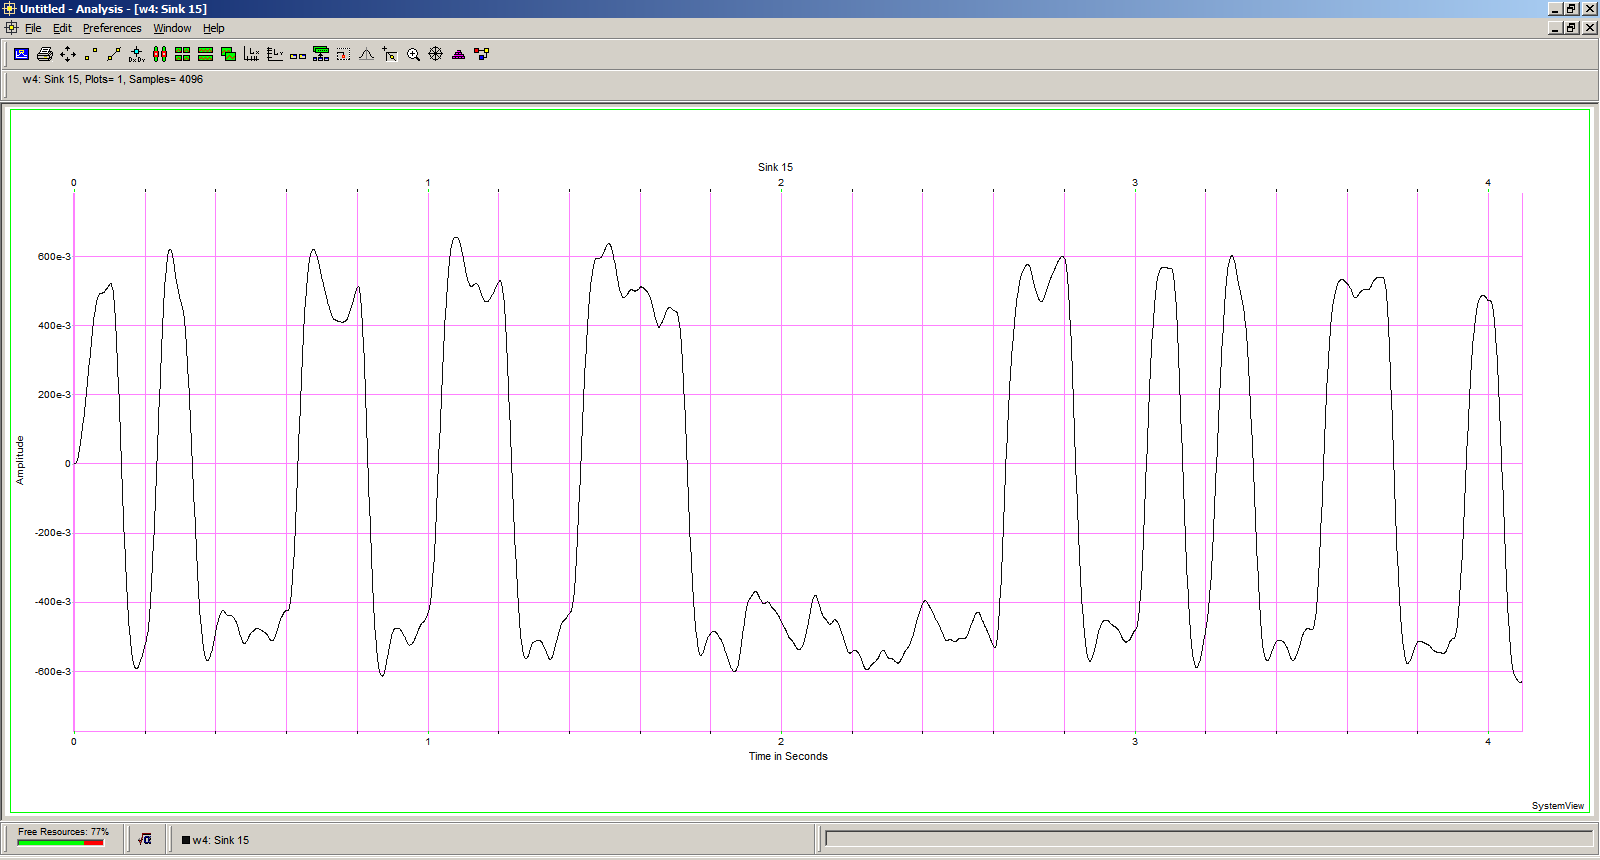 Untitled - Analysis - [w4: Sink 15]
File Edit Preferences Window Help
w4: Sink 15, Plots= 1, Samples= 4096
Sink 15
0 1 2 3 4
600e-3
400e-3
200e-3
0
-200e-3
-400e-3
-600e-3
Amplitude
0 1 2 3 4
Time in Seconds
SystemView
Free Resources: 77%
w4: Sink 15